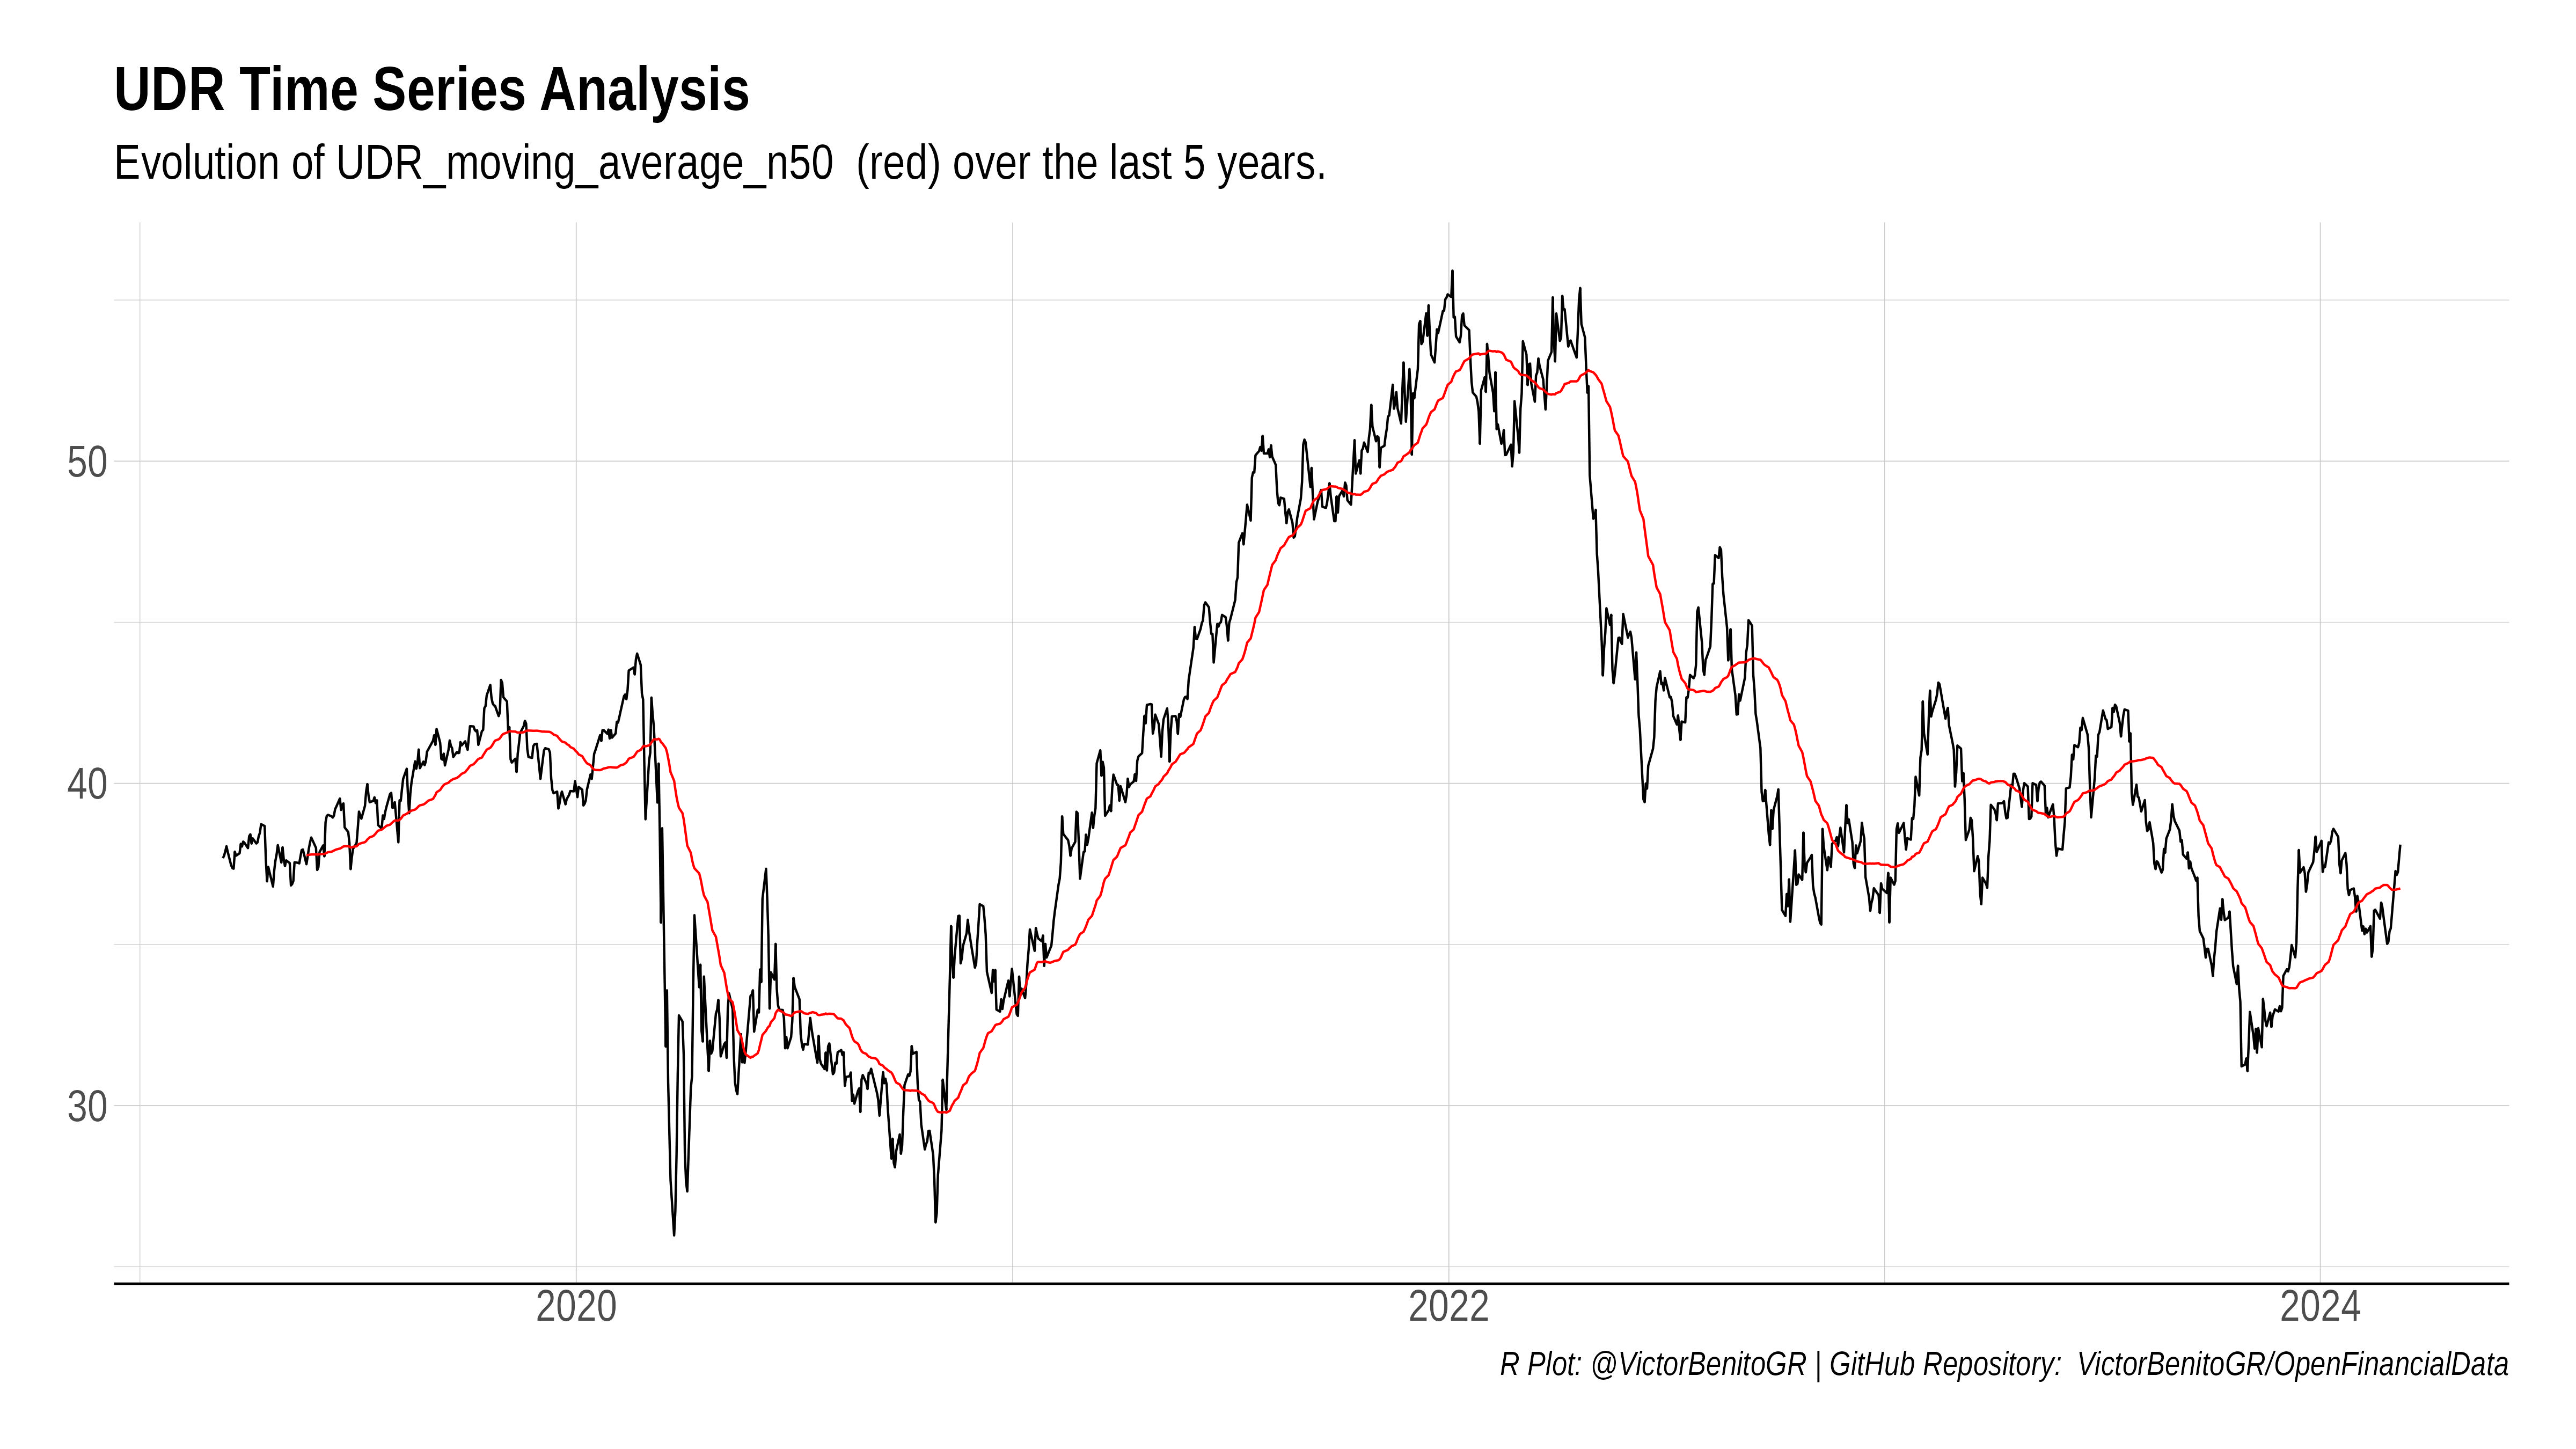 UDR Time Series Analysis
Evolution of UDR_moving_average_n50  (red) over the last 5 years.
50
40
30
2020
2022
2024
R Plot: @VictorBenitoGR | GitHub Repository:  VictorBenitoGR/OpenFinancialData